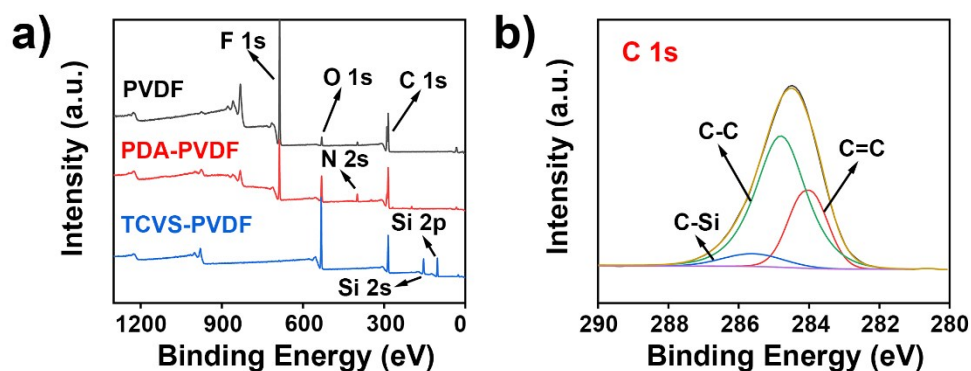 a)
Intensity (a.u.)
F 1s
O 1s
C 1s
PVDF
PDA-PVDF
N 2s
TCVS-PVDF
Si 2p
Si 2s
1200 900 600 300 0
Binding Energy (eV)
b)
Intensity (a.u.)
C 1s
C-C
C=C
C-Si
290 288 286 284 282 280
Binding Energy (eV)